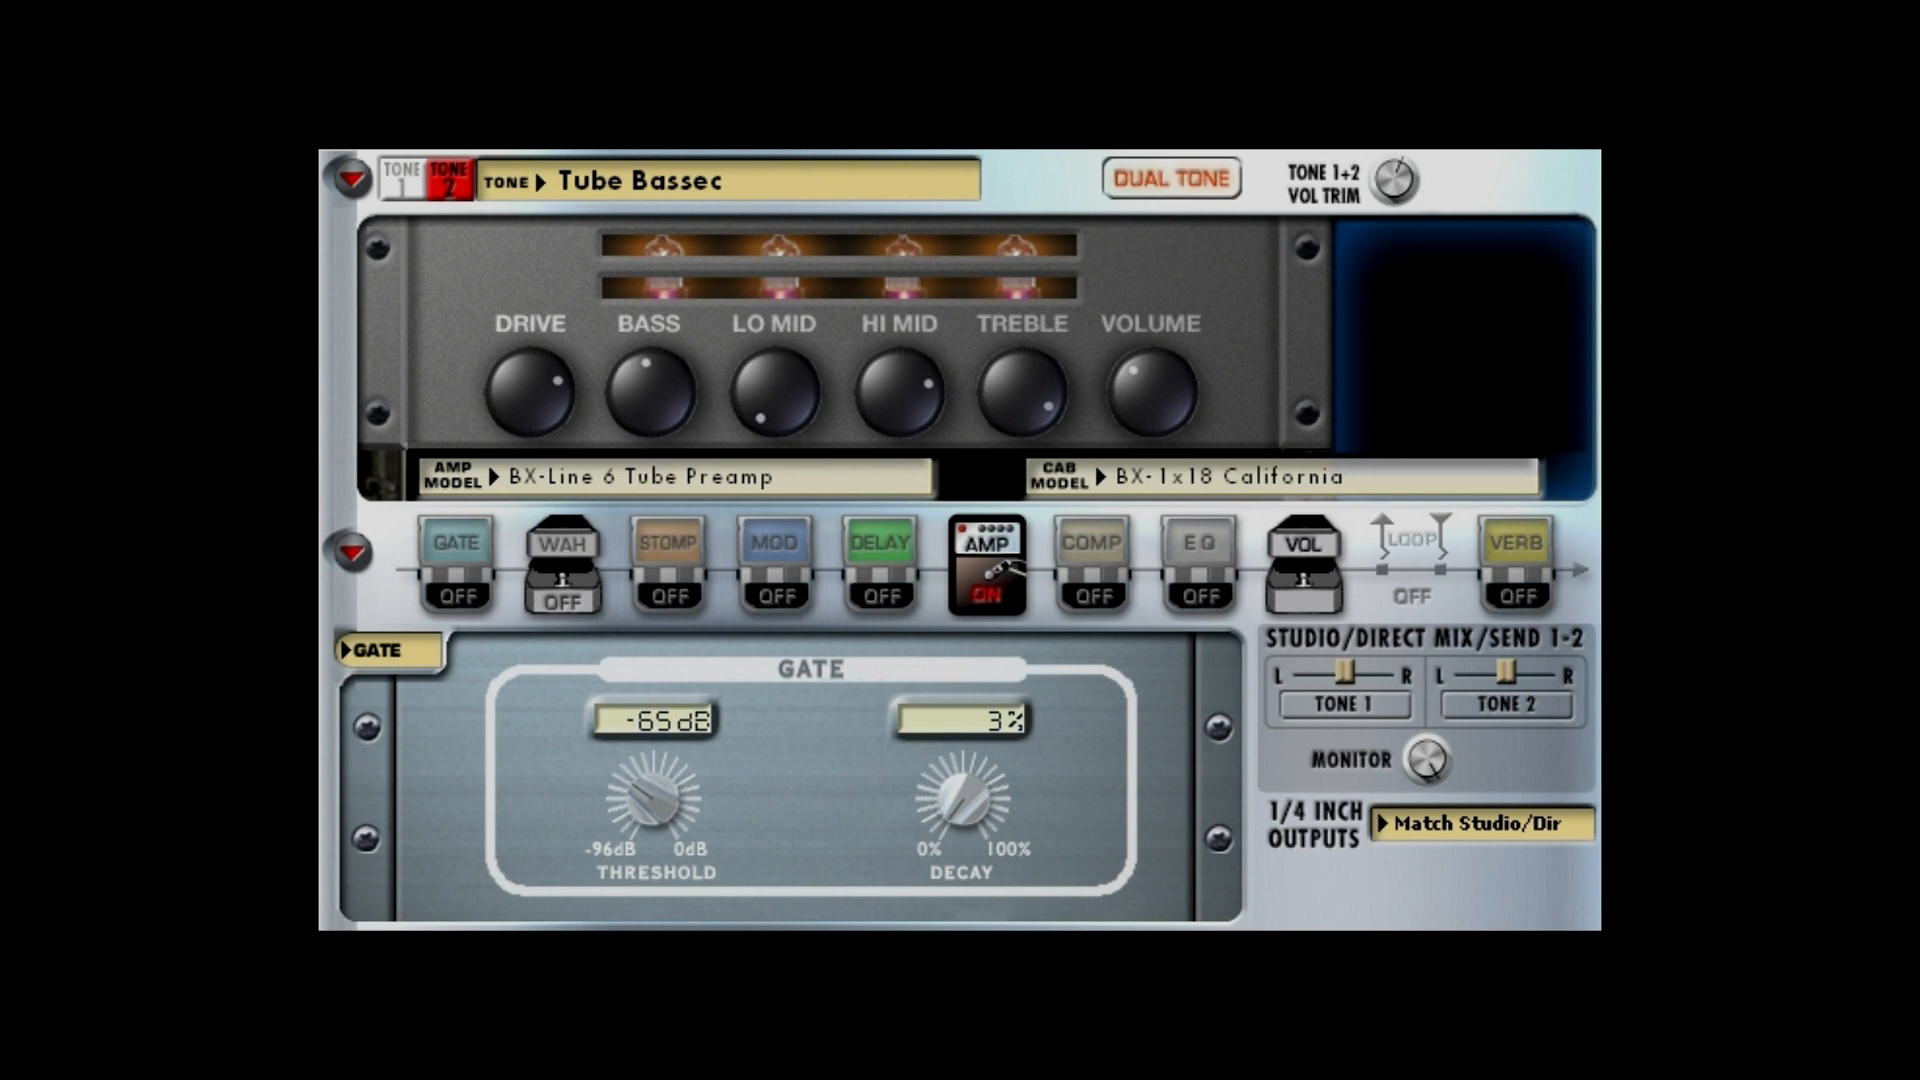 TONE 1 TONE 2 TONE Tube Bassec DUAL TONE TONE 1+2
VOL TRIM
DRIVE BASS LO MID HI MID TREBLE VOLUME
AMP MODEL BX-Line 6 Tube Preamp
CAB MODEL BX-1x18 California
GATE WAH STOMP MOD DELAY AMP COMP EQ VOL LOOP VERB
OFF OFF OFF OFF OFF ON OFF OFF OFF OFF
GATE
GATE
-65dB 3%
-96dB 0dB 0% 100%
THRESHOLD DECAY
STUDIO/DIRECT MIX/SEND 1-2
L R L R
TONE 1 TONE 2
MONITOR
1/4 INCH
OUTPUTS
Match Studio/Dir